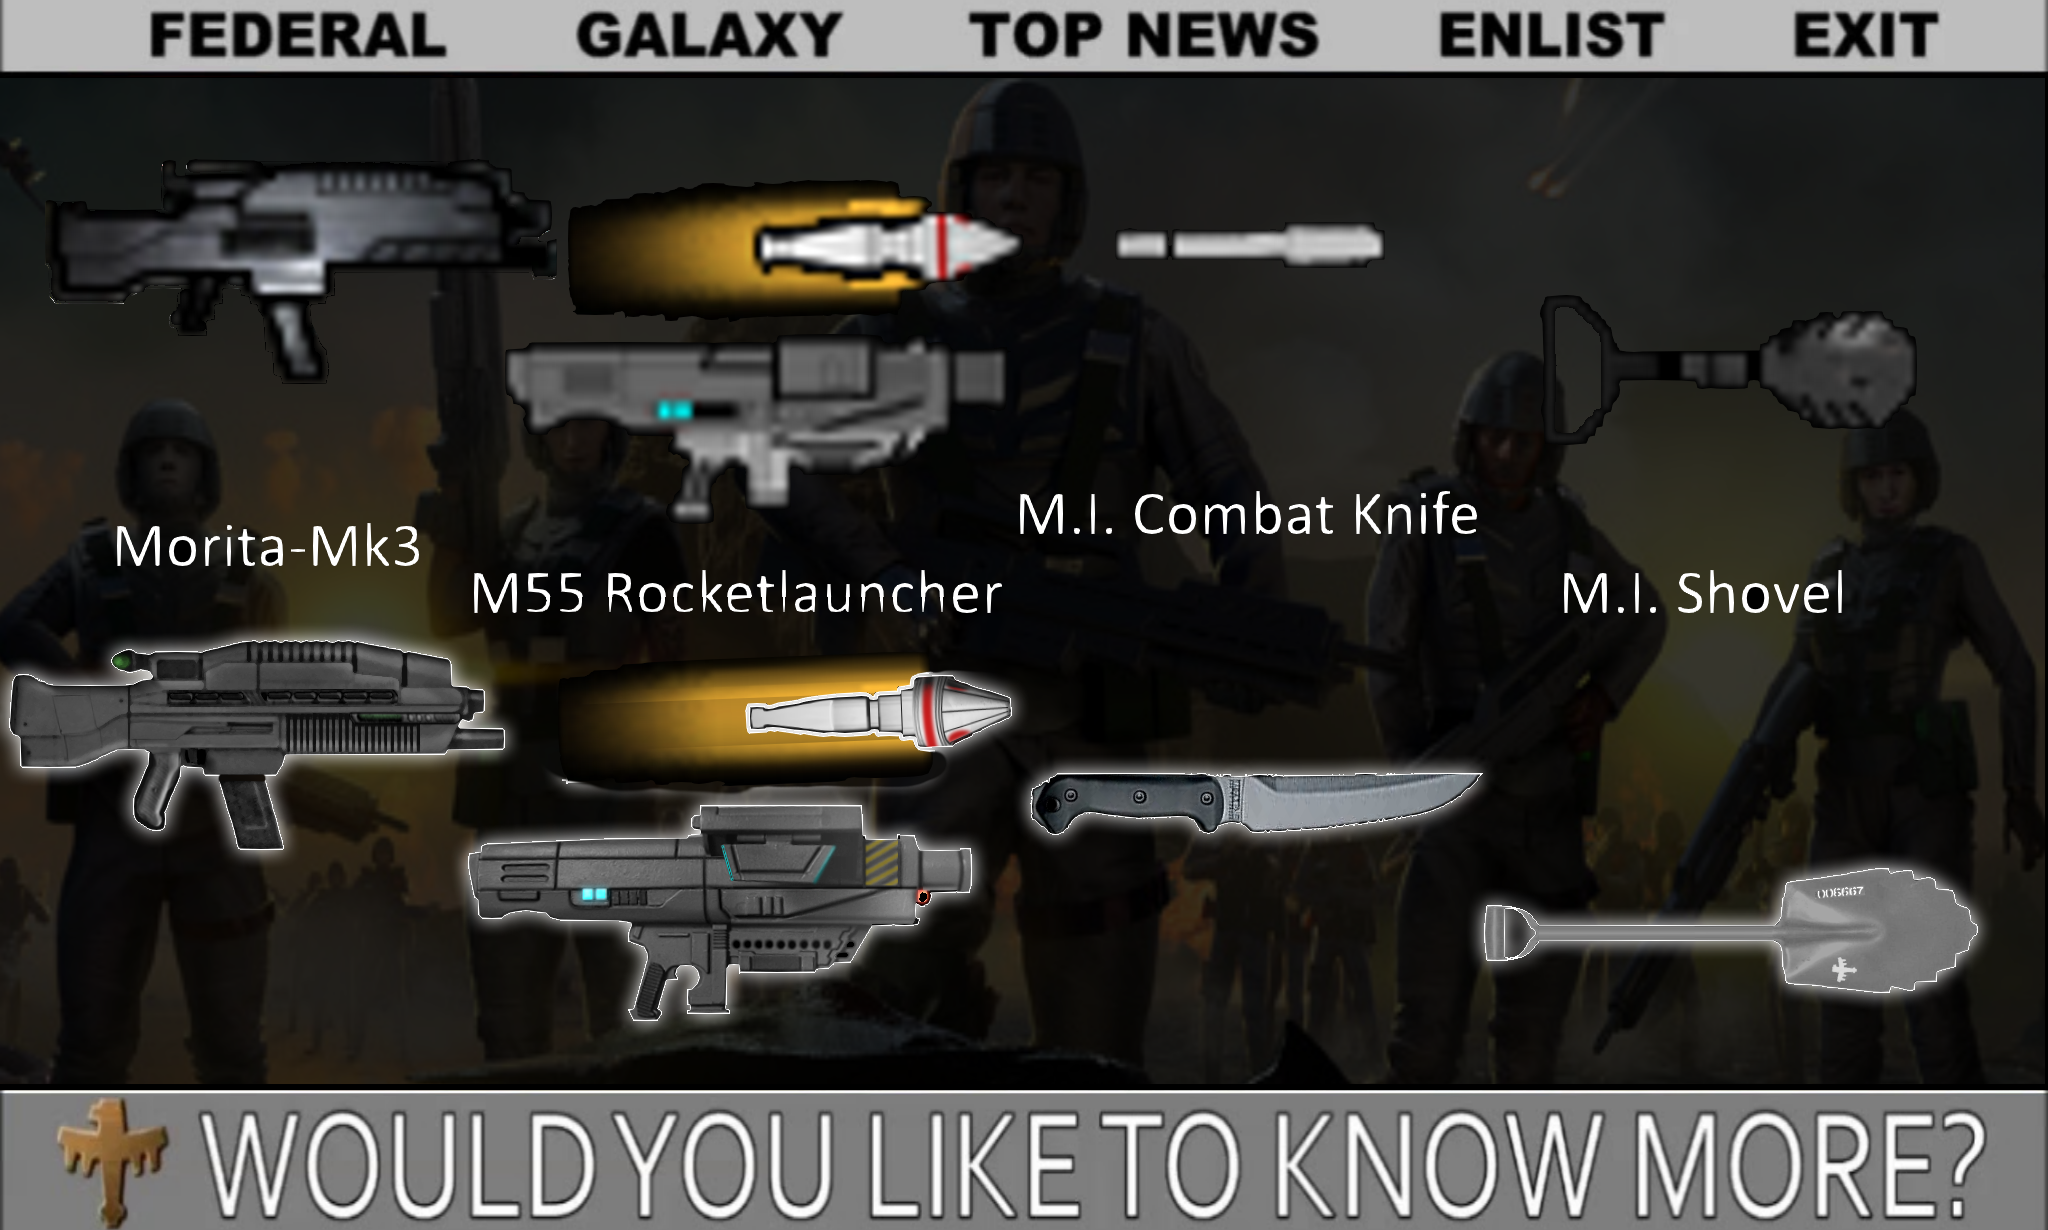 FEDERAL GALAXY TOP NEWS ENLIST EXIT
Morita-Mk3
M55 Rocketlauncher
M.I. Combat Knife
M.I. Shovel
006667
WOULD YOU LIKE TO KNOW MORE?